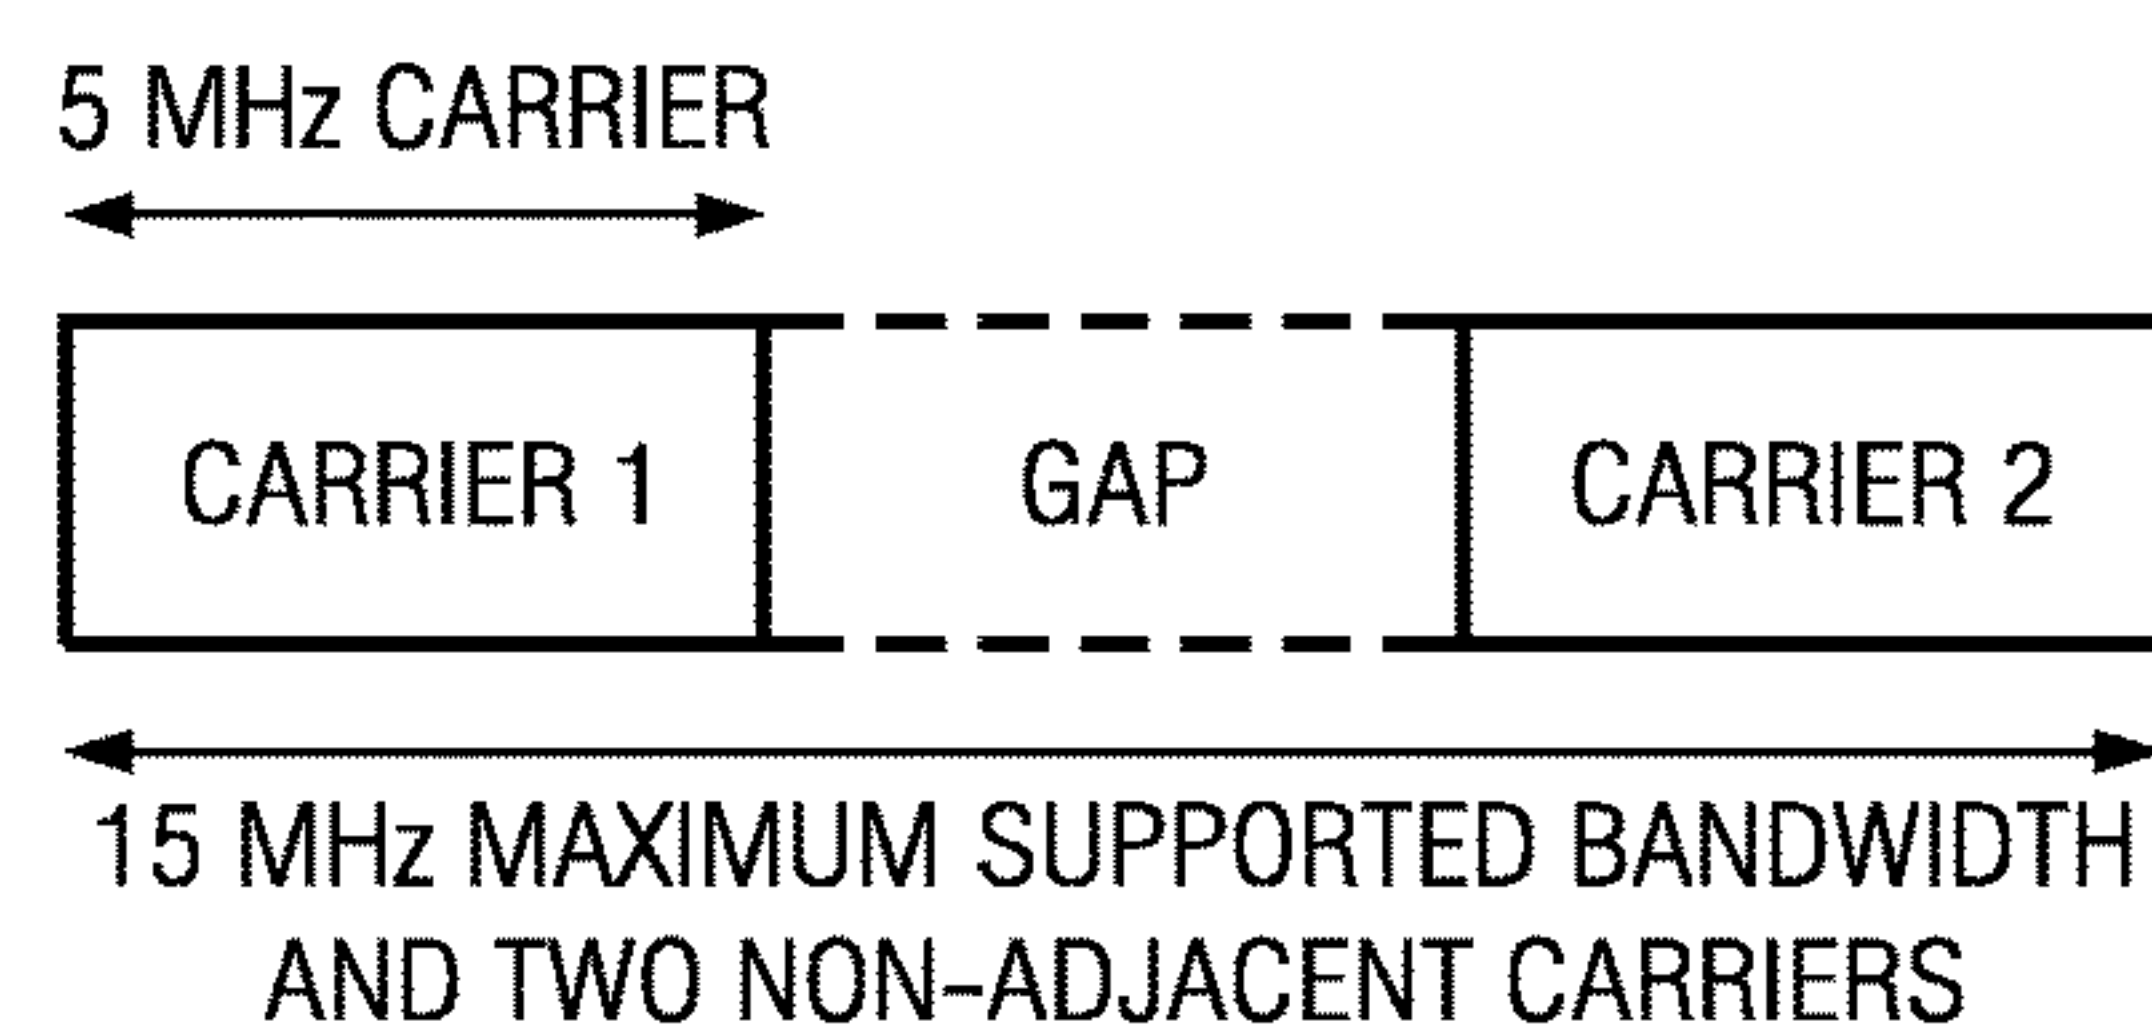 5 MHz CARRIER
CARRIER 1
GAP
CARRIER 2
15 MHz MAXIMUM SUPPORTED BANDWIDTH
AND TWO NON-ADJACENT CARRIERS